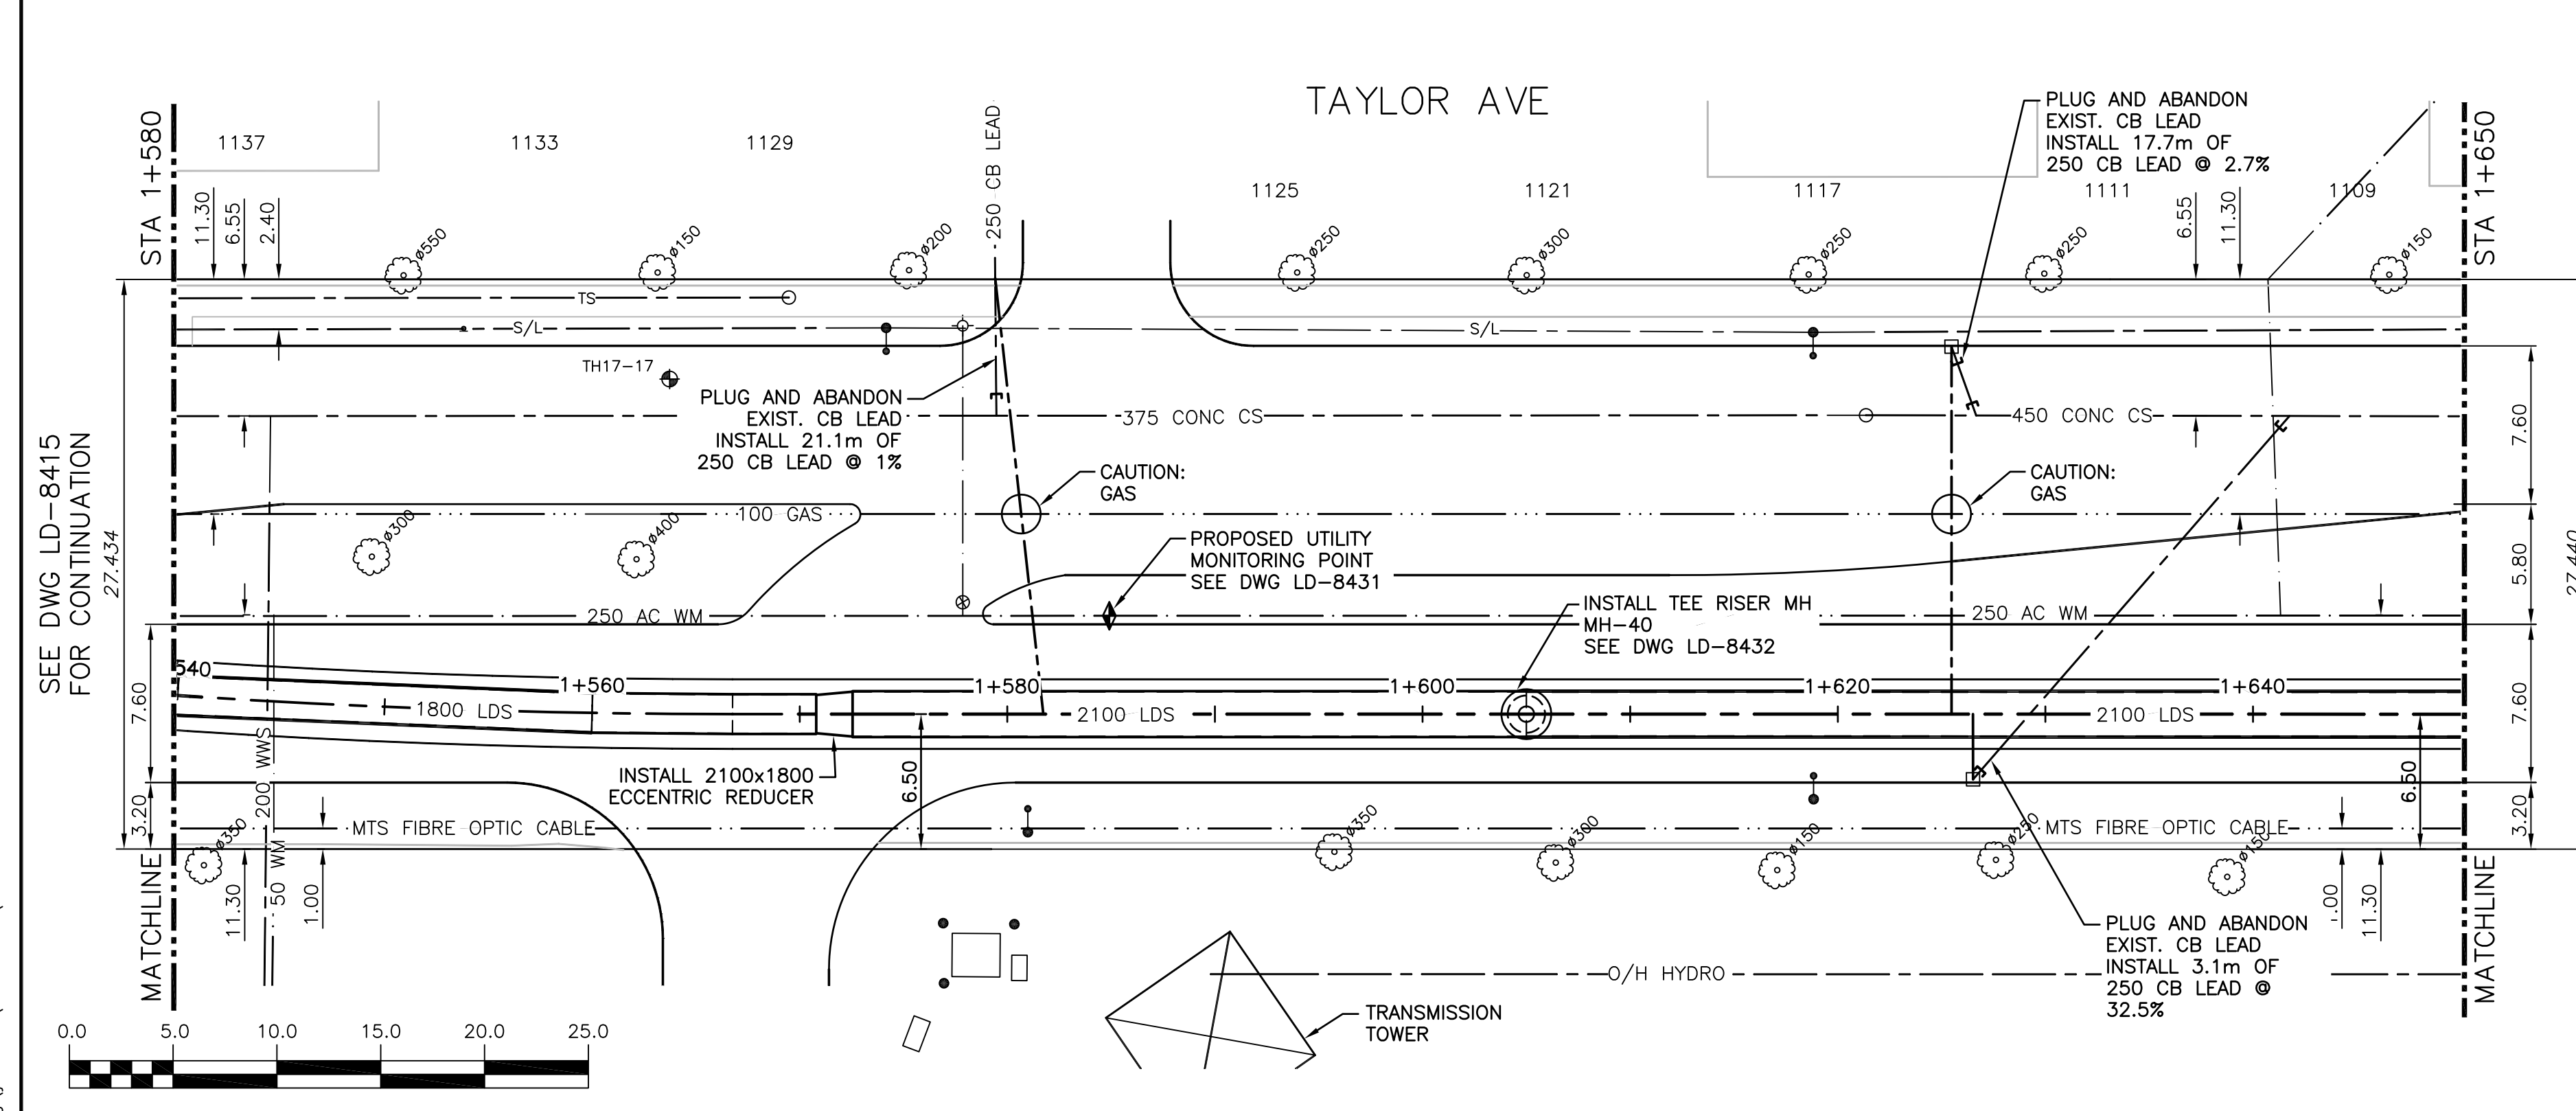 TAYLOR AVE
STA 1+580
STA 1+650
1137
1133
1129
1125
1121
1117
1111
1109
250 CB LEAD
PLUG AND ABANDON
EXIST. CB LEAD
INSTALL 17.7m OF
250 CB LEAD @ 2.7%
11.30
6.55
2.40
6.55
11.30
ø550
ø150
ø200
ø250
ø300
ø250
ø250
ø150
TS
S/L
S/L
TH17-17
PLUG AND ABANDON
EXIST. CB LEAD
INSTALL 21.1m OF
250 CB LEAD @ 1%
375 CONC CS
450 CONC CS
CAUTION:
GAS
CAUTION:
GAS
SEE DWG LD-8415
FOR CONTINUATION
27.434
7.60
5.80
27.440
100 GAS
ø300
ø400
PROPOSED UTILITY
MONITORING POINT
SEE DWG LD-8431
250 AC WM
250 AC WM
INSTALL TEE RISER MH
MH-40
SEE DWG LD-8432
540
1+560
1+580
1+600
1+620
1+640
1800 LDS
2100 LDS
2100 LDS
7.60
7.60
200 WWS
INSTALL 2100x1800
ECCENTRIC REDUCER
6.50
6.50
3.20
3.20
MTS FIBRE OPTIC CABLE
MTS FIBRE OPTIC CABLE
ø350
ø350
ø300
ø150
ø250
ø150
50 WM
11.30
1.00
.00
11.30
MATCHLINE
MATCHLINE
PLUG AND ABANDON
EXIST. CB LEAD
INSTALL 3.1m OF
250 CB LEAD @
32.5%
O/H HYDRO
TRANSMISSION
TOWER
0.0 5.0 10.0 15.0 20.0 25.0